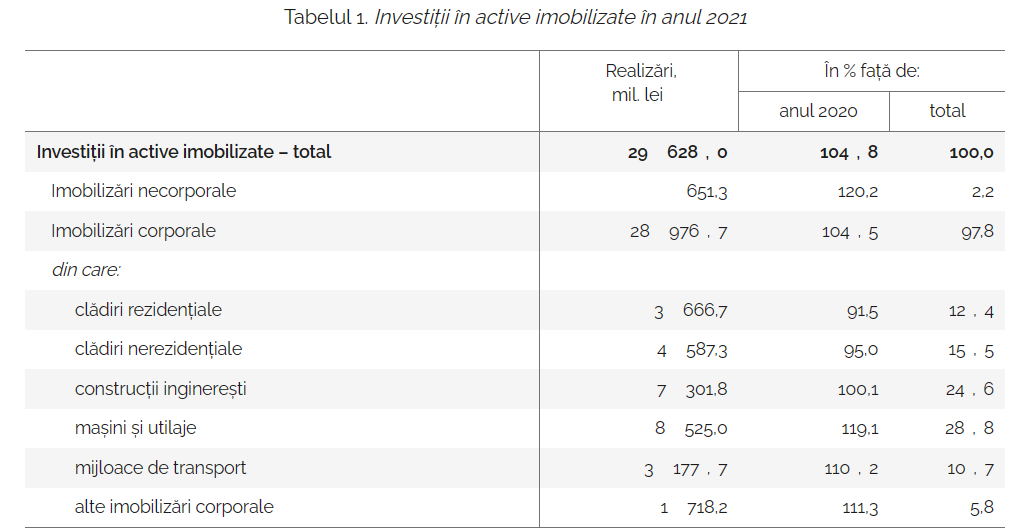 Tabelul 1. Investiții în active imobilizate în anul 2021
Realizări, mil. lei
În % față de:
anul 2020 total
Investiții în active imobilizate – total 29 628 , 0 104 , 8 100,0
Imobilizări necorporale 651,3 120,2 2,2
Imobilizări corporale 28 976 , 7 104 , 5 97,8
din care:
clădiri rezidențiale 3 666,7 91,5 12 , 4
clădiri nerezidențiale 4 587,3 95,0 15 , 5
construcții inginerești 7 301,8 100,1 24 , 6
mașini și utilaje 8 525,0 119,1 28 , 8
mijloace de transport 3 177 , 7 110 , 2 10 , 7
alte imobilizări corporale 1 718,2 111,3 5,8